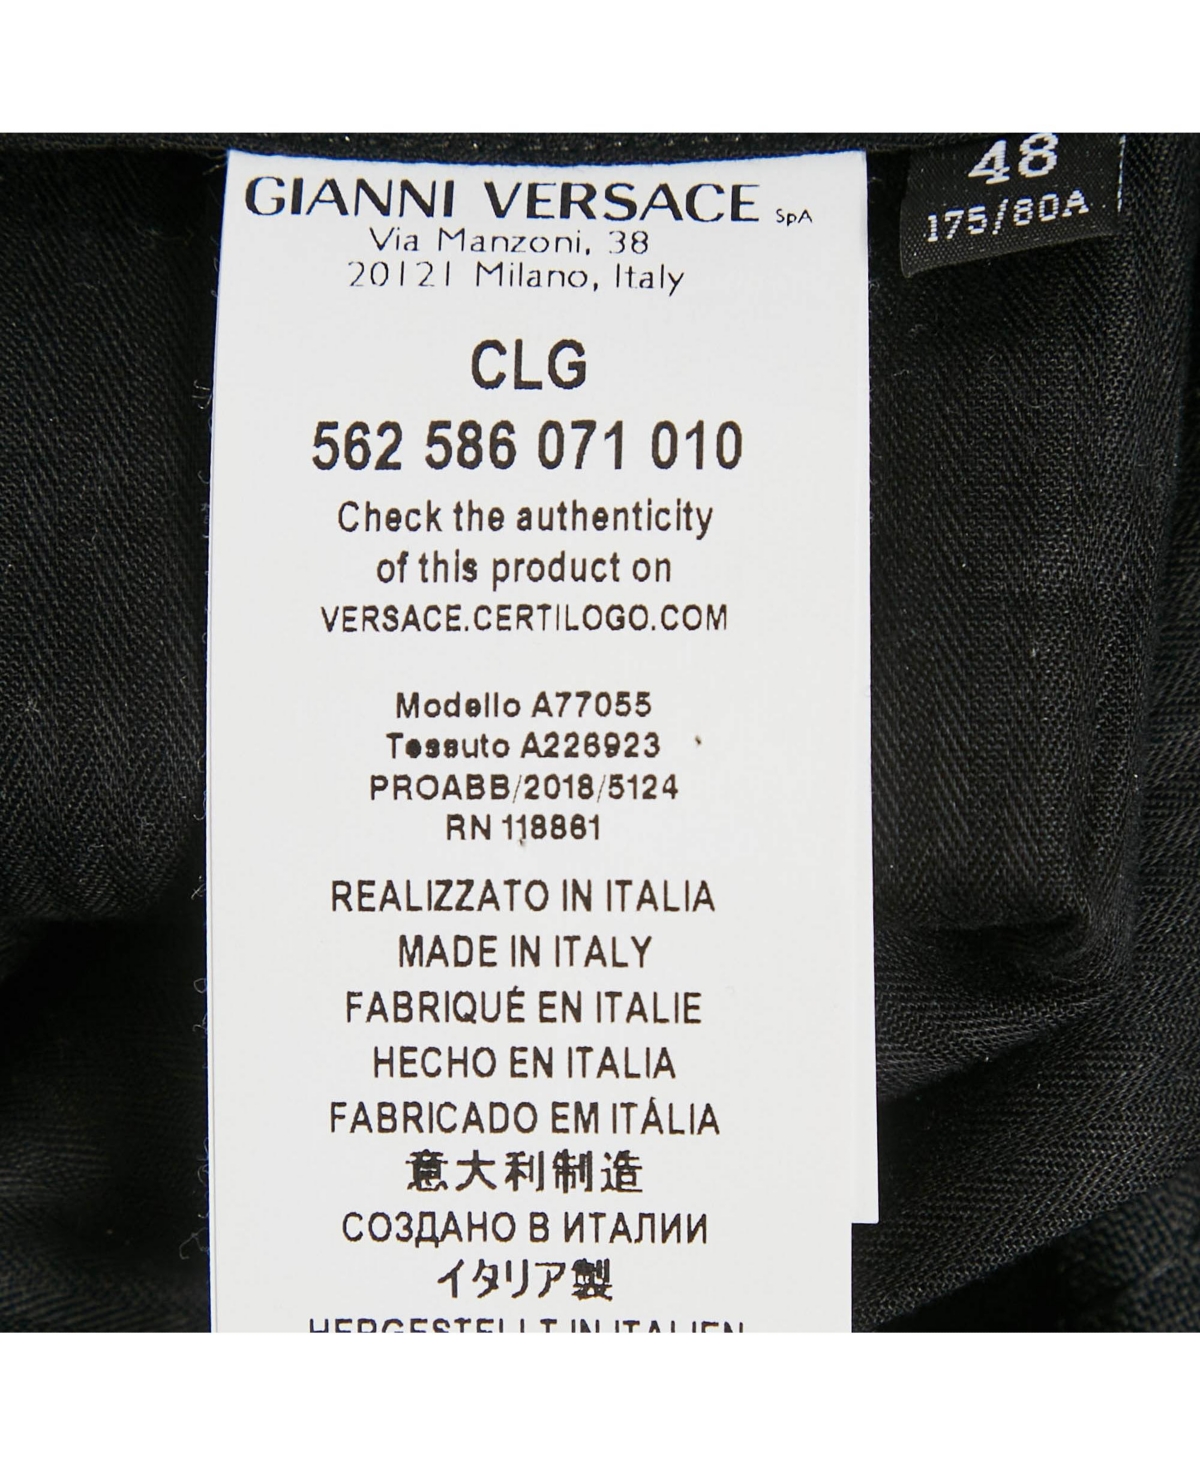 GIANNI VERSACE SpA
Via Manzoni, 38
20121 Milano, Italy
CLG
562 586 071 010
Check the authenticity
of this product on
VERSACE.CERTILOGO.COM
Modello A77055
Tessuto A226923
PROABB/2018/5124
RN 118861
REALIZZATO IN ITALIA
MADE IN ITALY
FABRIQUÉ EN ITALIE
HECHO EN ITALIA
FABRICADO EM ITÁLIA
意大利制造
СОЗДАНО В ИТАЛИИ
イタリア製
HERGESTELLT IN ITALIEN
48
175/80A